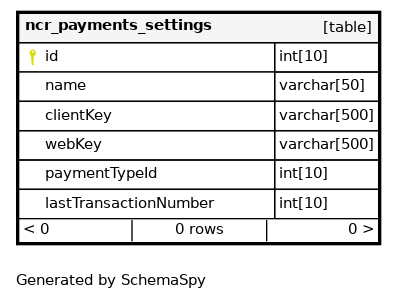 ncr_payments_settings [table]
id int[10]
name varchar[50]
clientKey varchar[500]
webKey varchar[500]
paymentTypeId int[10]
lastTransactionNumber int[10]
< 0 0 rows 0 >
Generated by SchemaSpy